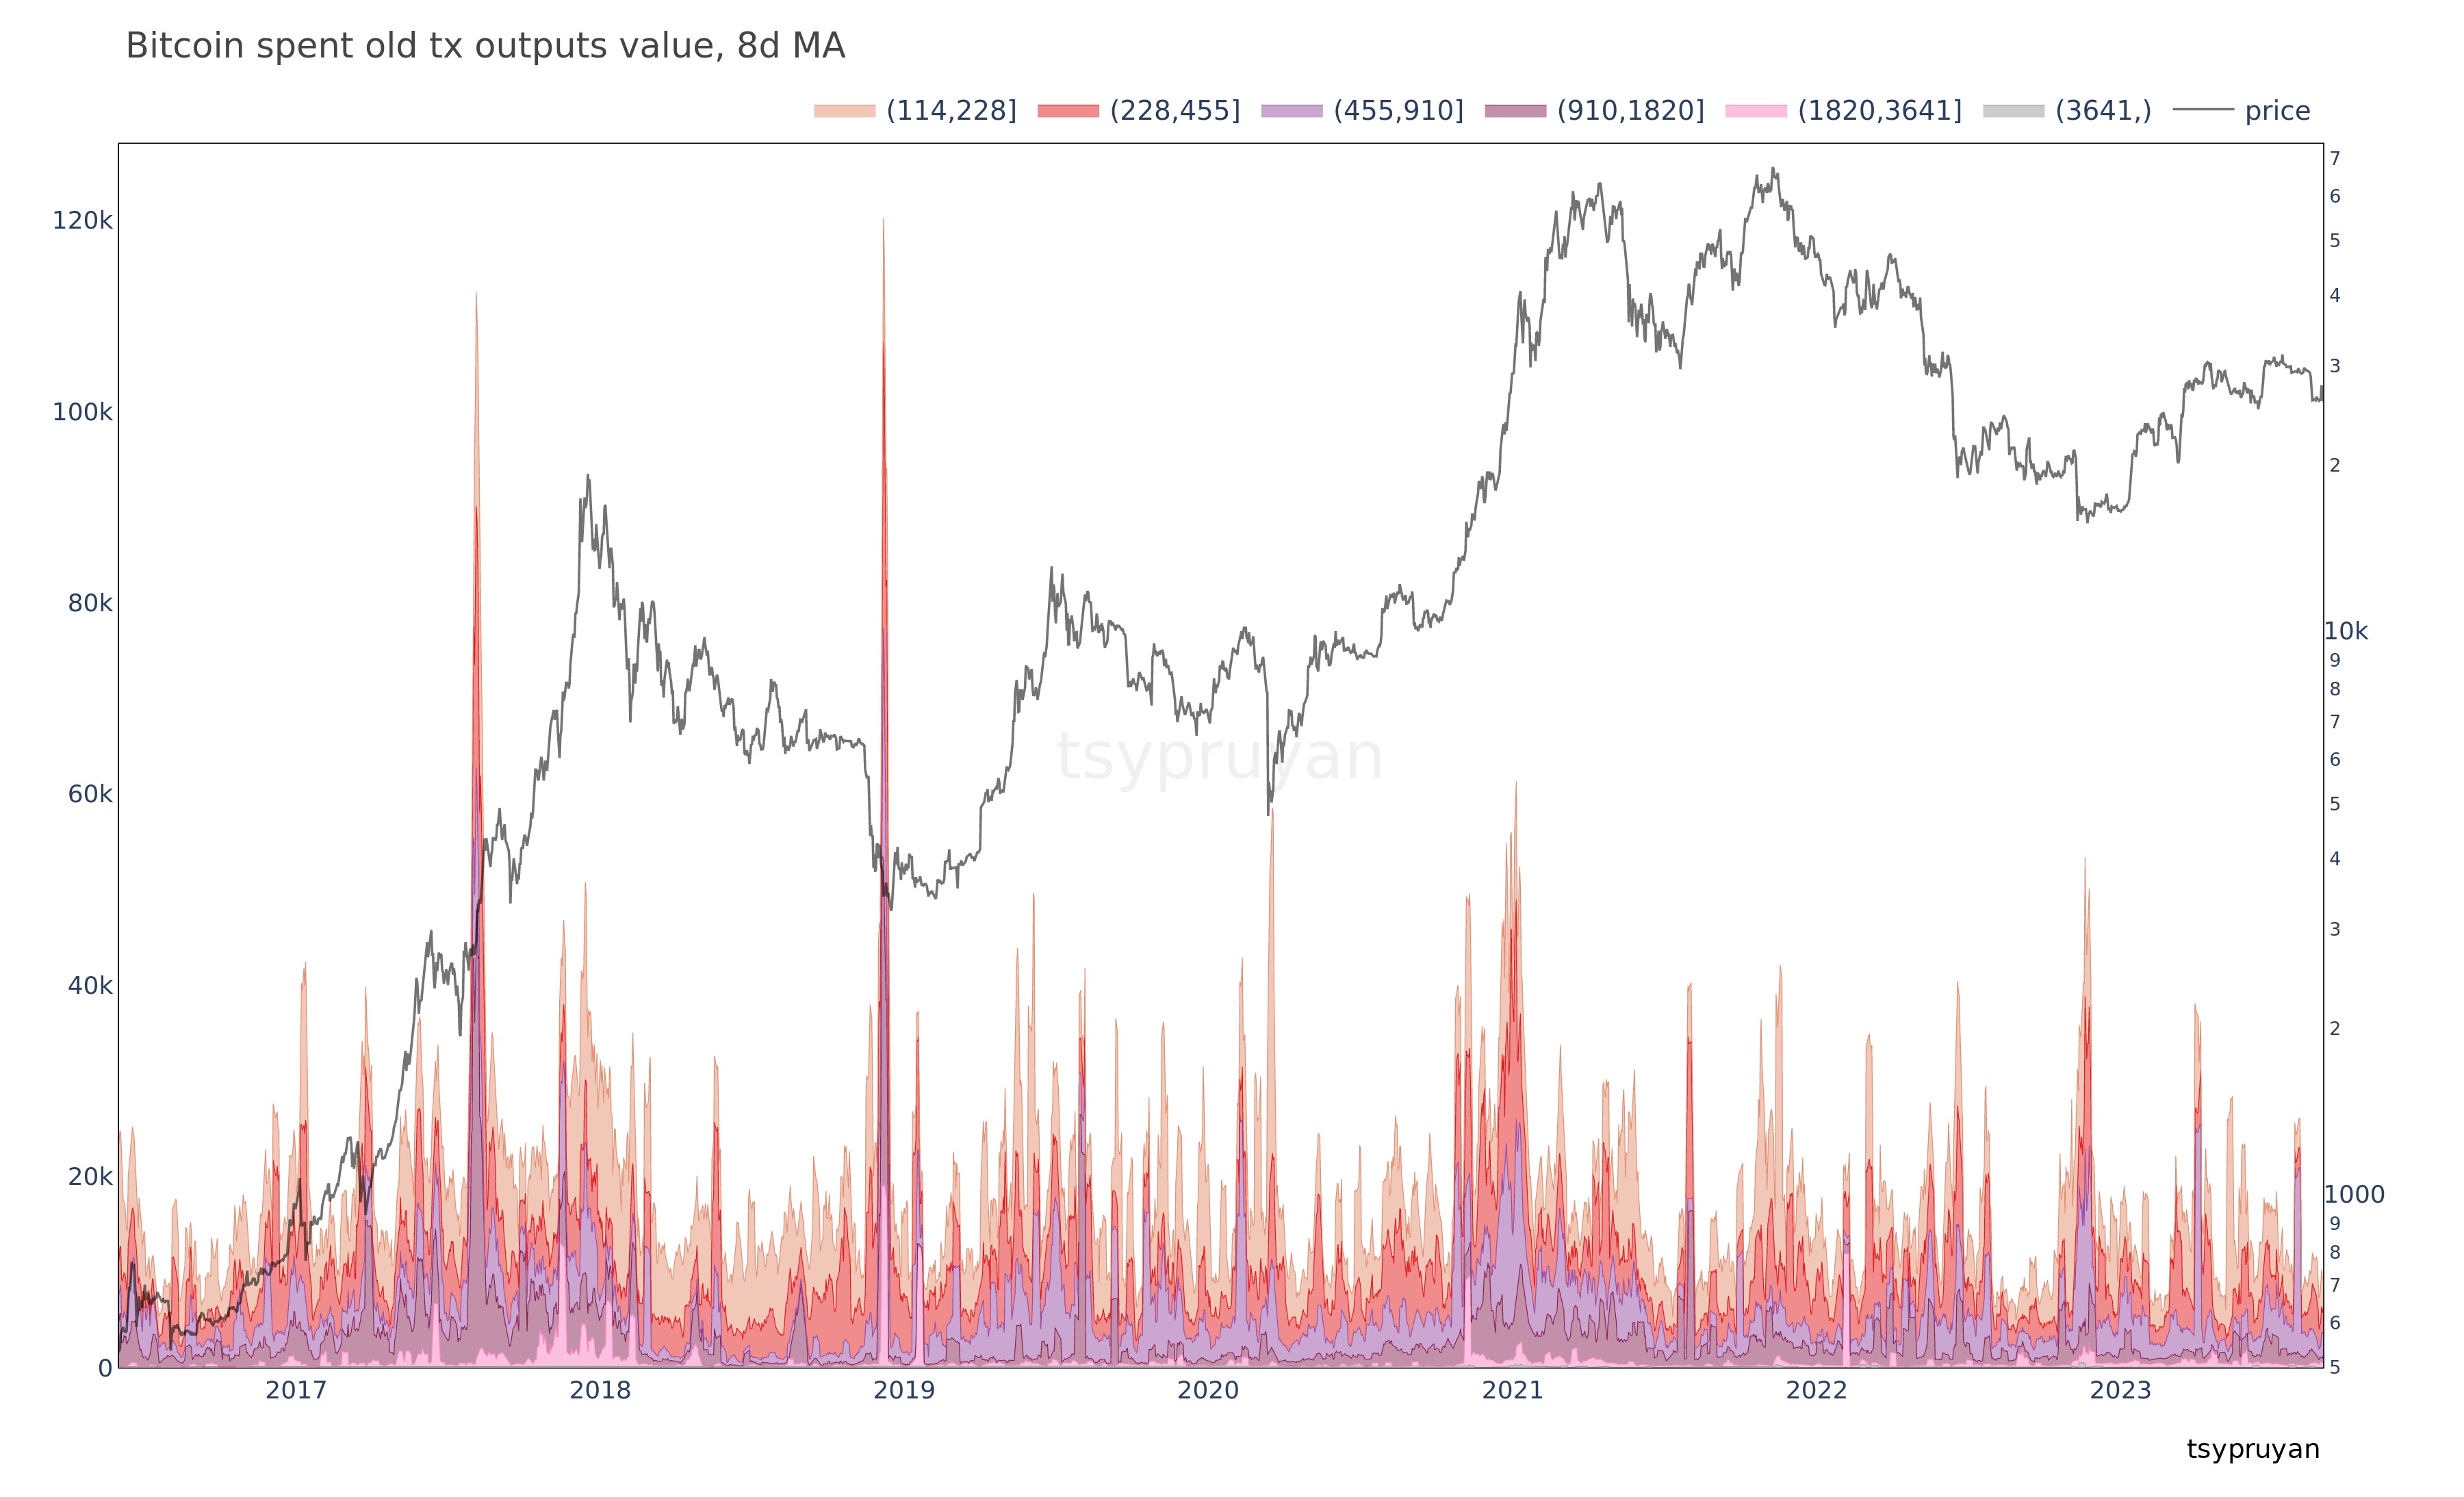 Bitcoin spent old tx outputs value, 8d MA
(114,228] (228,455] (455,910] (910,1820] (1820,3641] (3641,) price
7
120k
6
5
4
3
100k
2
80k
10k
9
8
7
tsypruyan
6
60k
5
4
3
40k
2
20k
1000
9
8
7
6
0
5
2017 2018 2019 2020 2021 2022 2023
tsypruyan